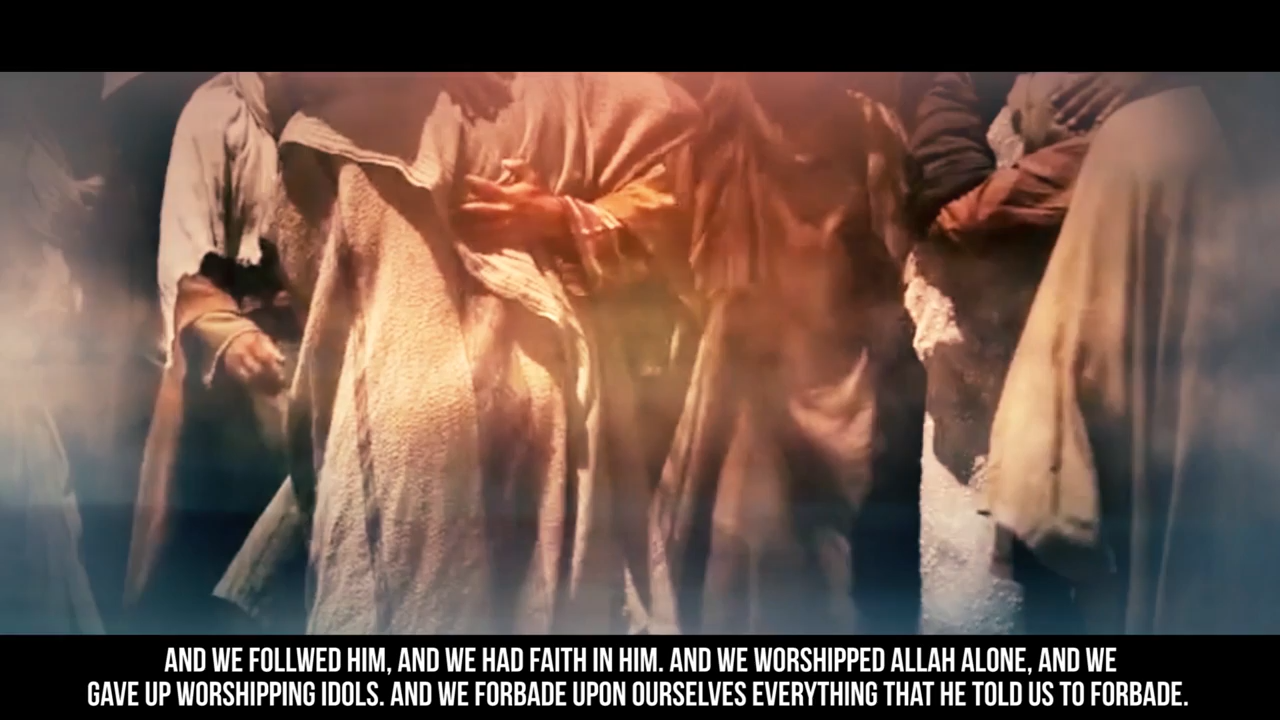 AND WE FOLLWED HIM, AND WE HAD FAITH IN HIM. AND WE WORSHIPPED ALLAH ALONE, AND WE
GAVE UP WORSHIPPING IDOLS. AND WE FORBADE UPON OURSELVES EVERYTHING THAT HE TOLD US TO FORBADE.